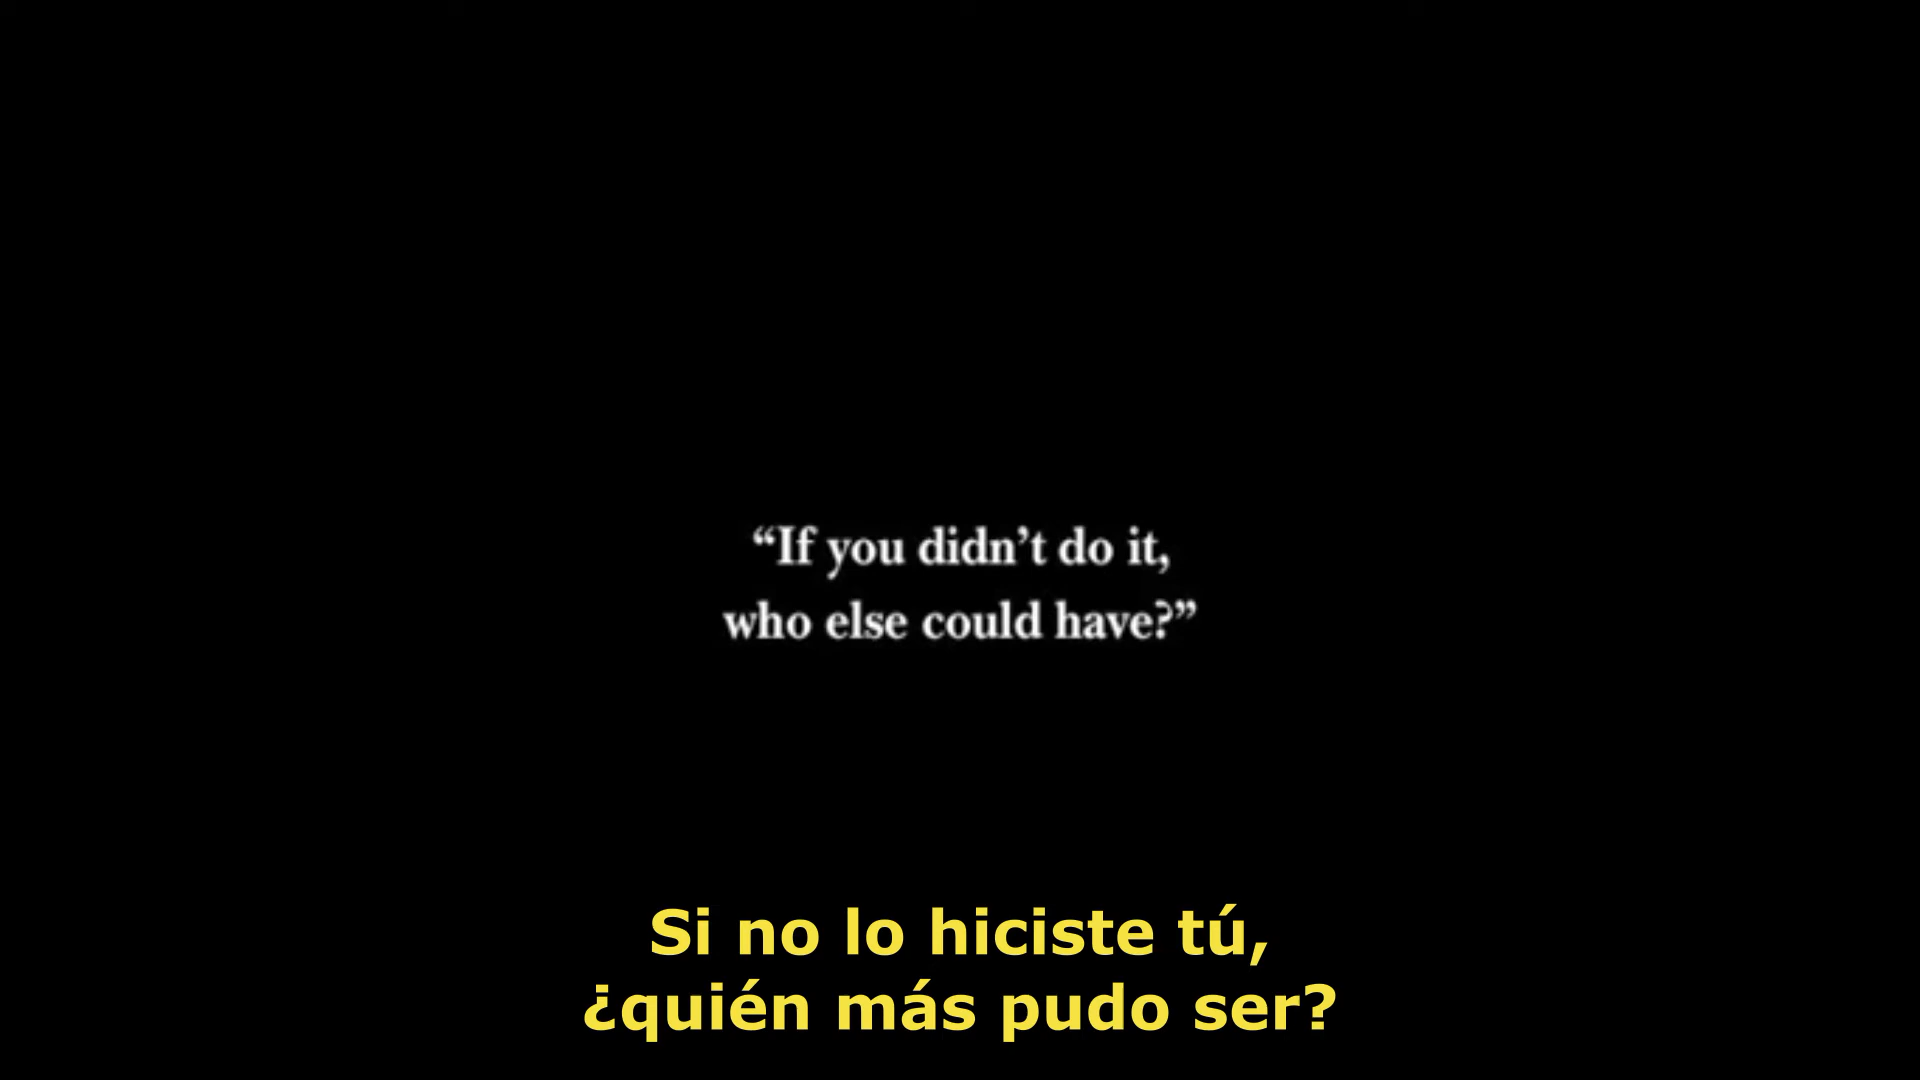 “If you didn’t do it,
who else could have?”
Si no lo hiciste tú,
¿quién más pudo ser?